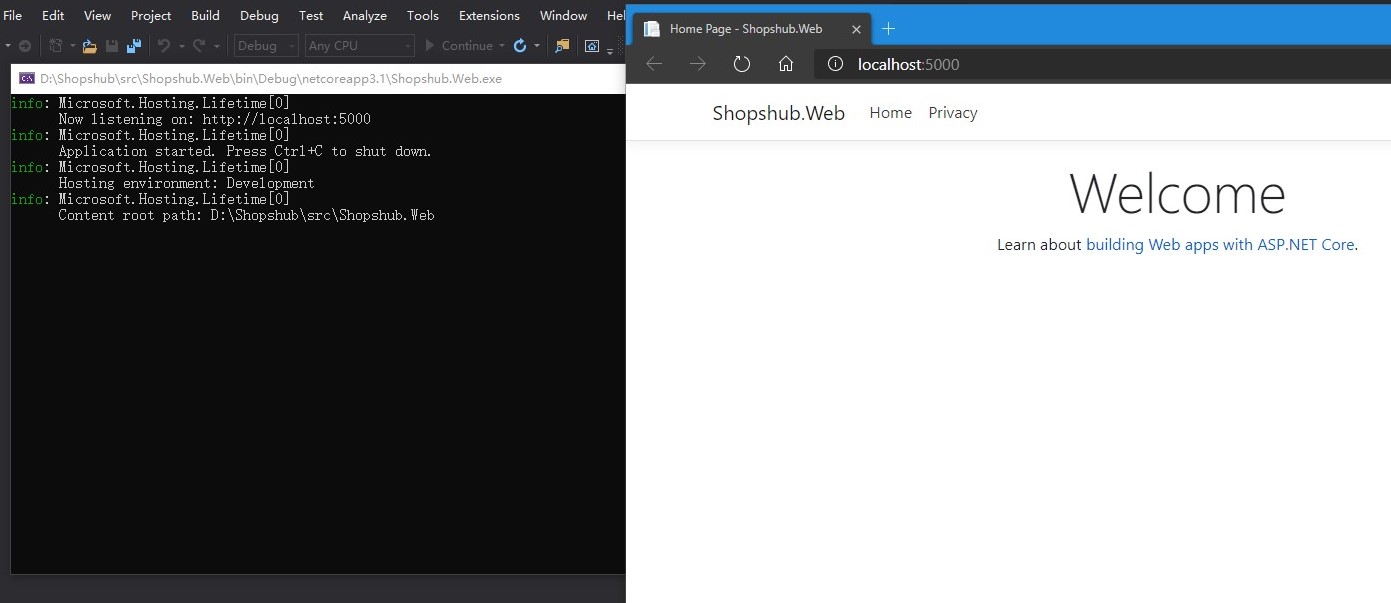 File Edit View Project Build Debug Test Analyze Tools Extensions Window Hel
Debug Any CPU Continue
D:\Shopshub\src\Shopshub.Web\bin\Debug\netcoreapp3.1\Shopshub.Web.exe
info: Microsoft.Hosting.Lifetime[0]
Now listening on: http://localhost:5000
info: Microsoft.Hosting.Lifetime[0]
Application started. Press Ctrl+C to shut down.
info: Microsoft.Hosting.Lifetime[0]
Hosting environment: Development
info: Microsoft.Hosting.Lifetime[0]
Content root path: D:\Shopshub\src\Shopshub.Web
Home Page - Shopshub.Web
localhost:5000
Shopshub.Web Home Privacy
Welcome
Learn about building Web apps with ASP.NET Core.